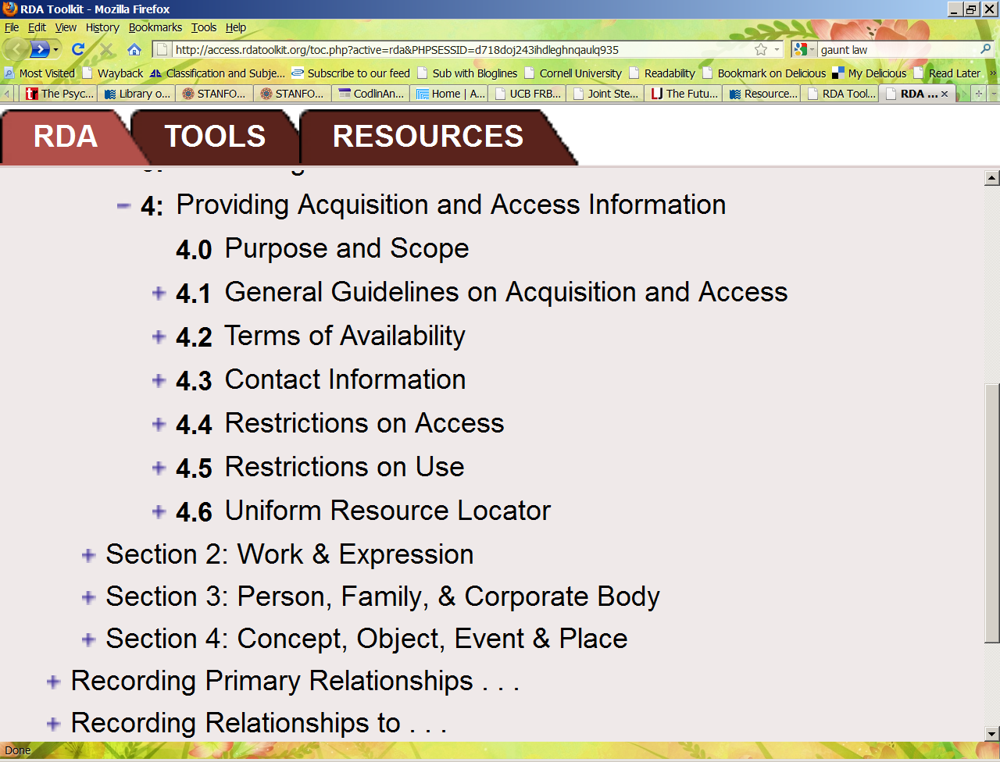 RDA Toolkit - Mozilla Firefox
File Edit View History Bookmarks Tools Help
http://access.rdatoolkit.org/toc.php?active=rda&PHPSESSID=d718doj243ihdleghnqaulq935 gaunt law
Most Visited Wayback Classification and Subje... Subscribe to our feed Sub with Bloglines Cornell University Readability Bookmark on Delicious My Delicious Read Later »
The Psyc... Library o... STANFO... STANFO... CodlinAn... Home | A... UCB FRB... Joint Ste... The Futu... Resource... RDA Tool... RDA ...
RDA TOOLS RESOURCES
4: Providing Acquisition and Access Information
4.0 Purpose and Scope
4.1 General Guidelines on Acquisition and Access
4.2 Terms of Availability
4.3 Contact Information
4.4 Restrictions on Access
4.5 Restrictions on Use
4.6 Uniform Resource Locator
Section 2: Work & Expression
Section 3: Person, Family, & Corporate Body
Section 4: Concept, Object, Event & Place
Recording Primary Relationships . . .
Recording Relationships to . . .
Done